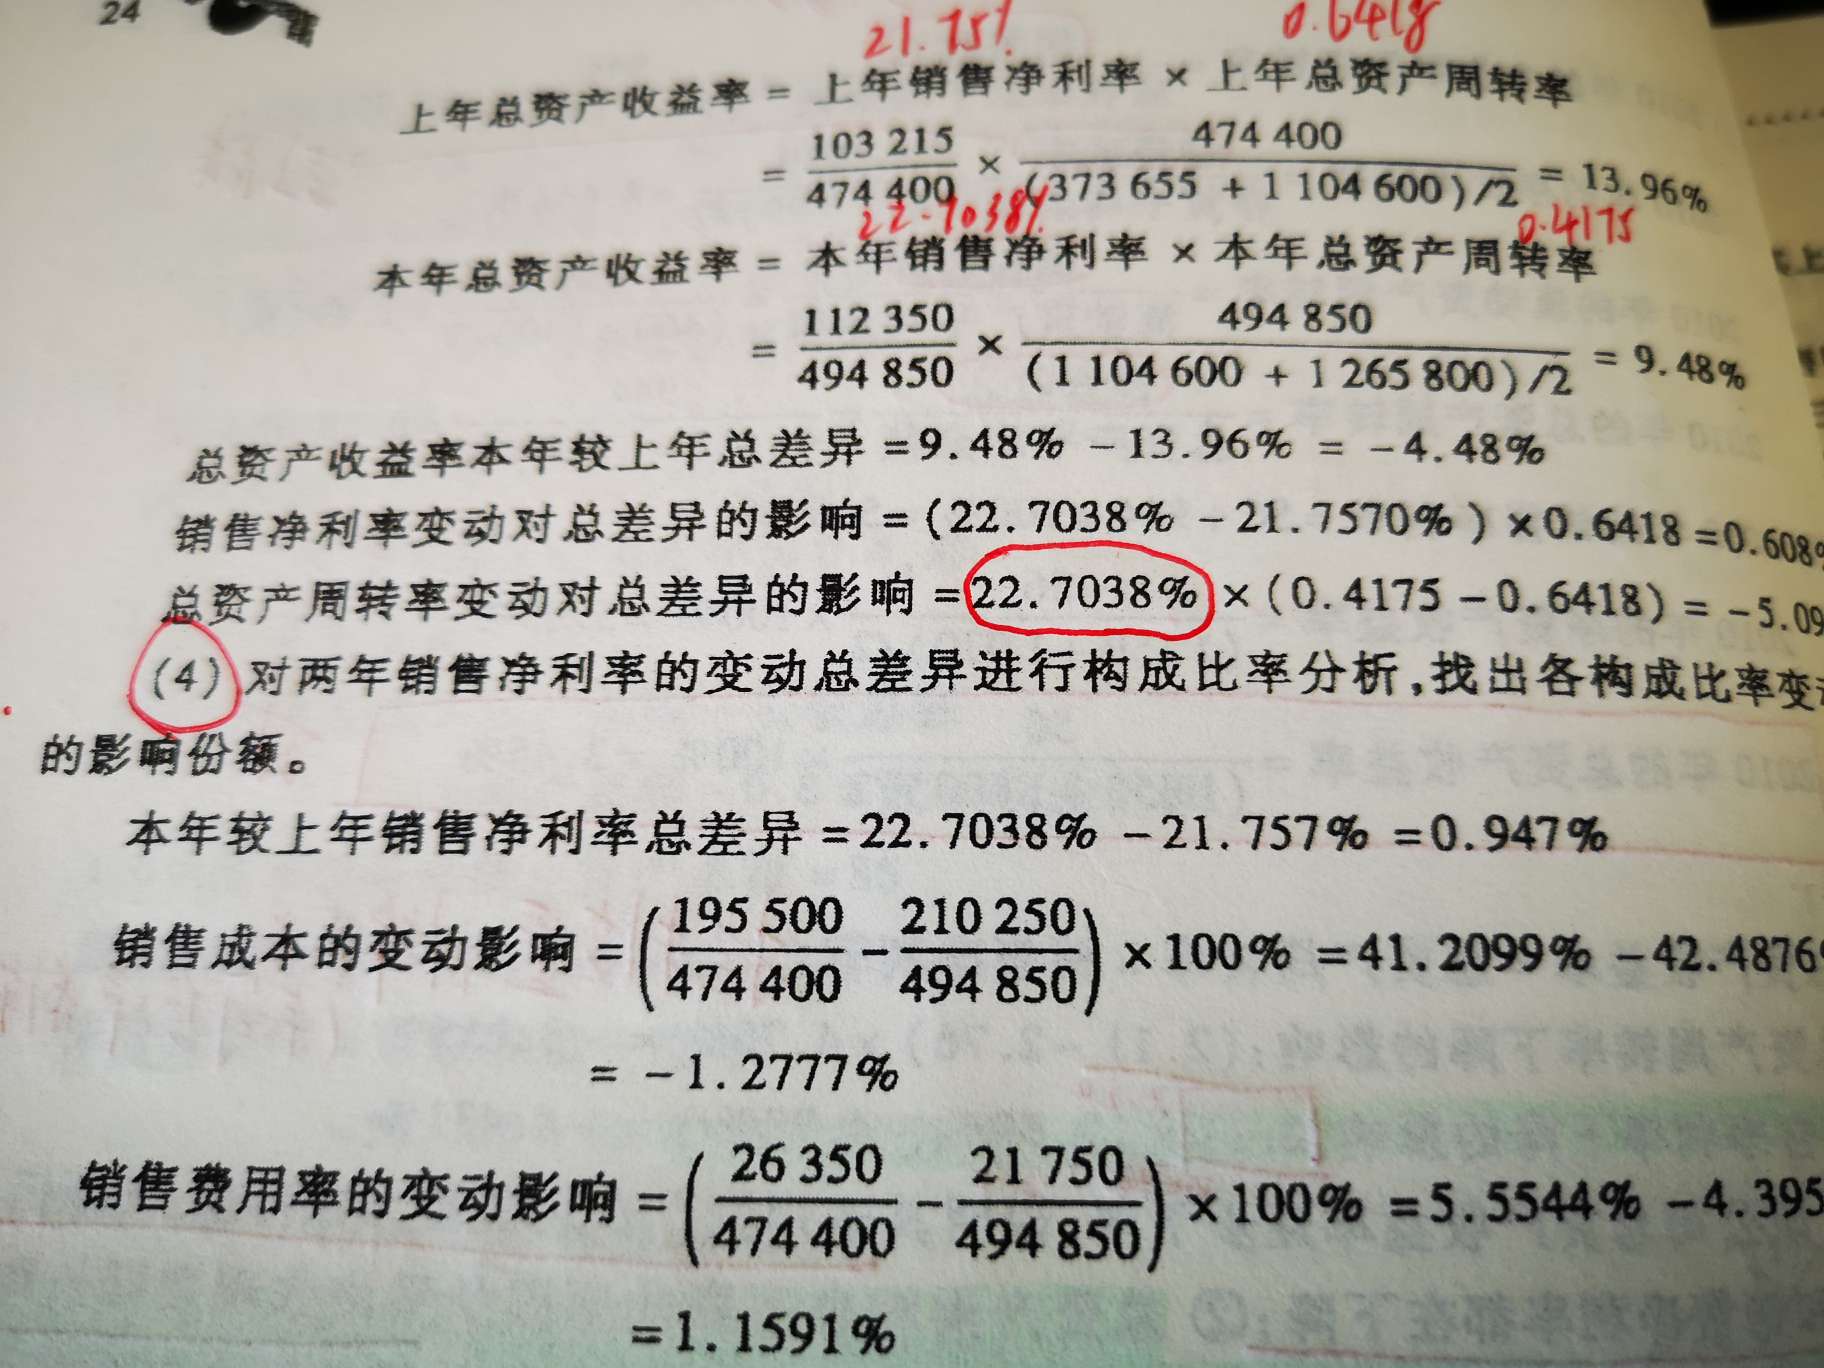 24
21.75% 0.6418
上年总资产收益率 = 上年销售净利率 × 上年总资产周转率
= 103 215/474 400 × 474 400/(373 655 + 1 104 600)/2 = 13.96%
22.7038% 0.4175
本年总资产收益率 = 本年销售净利率 × 本年总资产周转率
= 112 350/494 850 × 494 850/(1 104 600 + 1 265 800)/2 = 9.48%
总资产收益率本年较上年总差异 = 9.48% - 13.96% = -4.48%
销售净利率变动对总差异的影响 = (22.7038% - 21.7570%) × 0.6418 = 0.608%
总资产周转率变动对总差异的影响 = 22.7038% × (0.4175 - 0.6418) = -5.09
(4) 对两年销售净利率的变动总差异进行构成比率分析,找出各构成比率变动
的影响份额。
本年较上年销售净利率总差异 = 22.7038% - 21.757% = 0.947%
销售成本的变动影响 = (195 500/474 400 - 210 250/494 850) × 100% = 41.2099% - 42.4876%
= -1.2777%
销售费用率的变动影响 = (26 350/474 400 - 21 750/494 850) × 100% = 5.5544% - 4.395
= 1.1591%